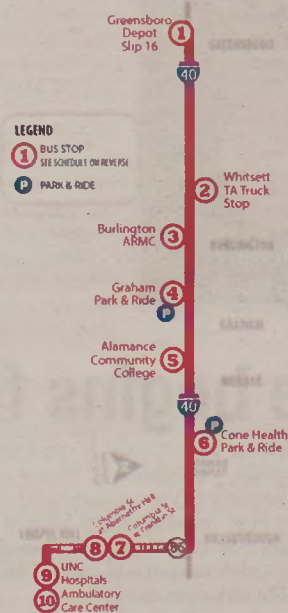 Greensboro
Depot
Slip 16
1
40
LEGEND
1 BUS STOP
SEE SCHEDULE ON REVERSE
P PARK & RIDE
2
Whitsett
TA Truck
Stop
Burlington
ARMC
3
Graham
Park & Ride
4
P
Alamance
Community
College
5
40
P
6
Cone Health
Park & Ride
Columbia St
at Abernethy Hall
Columbia St
at Franklin St
8
7
86
9
UNC
Hospitals
10
Ambulatory
Care Center